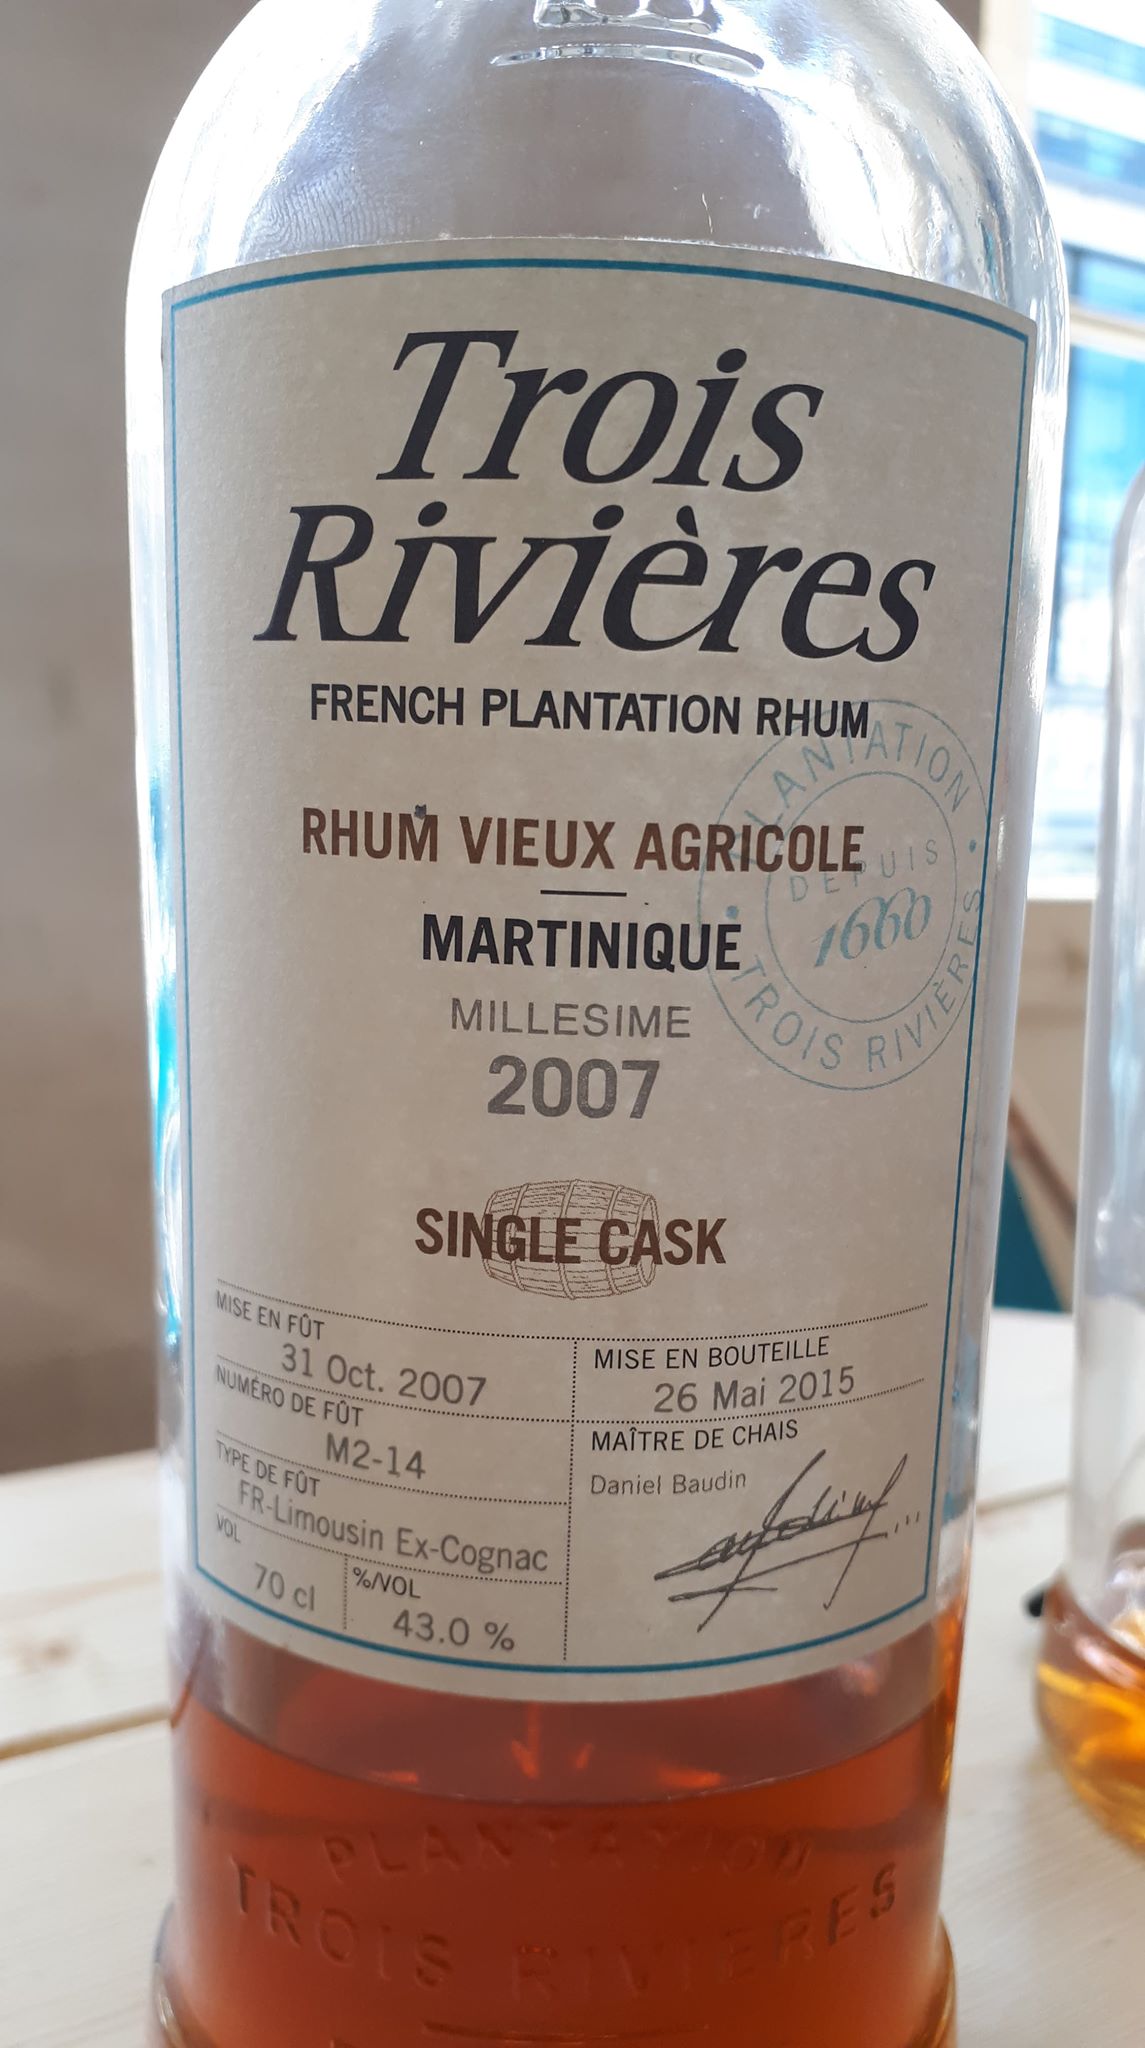 Trois
Rivières
FRENCH PLANTATION RHUM
RHUM VIEUX AGRICOLE
MARTINIQUE
MILLESIME
2007
PLANTATION
TROIS RIVIÈRES
DEPUIS
1660
SINGLE CASK
MISE EN FÛT
31 Oct. 2007
NUMÉRO DE FÛT
M2-14
TYPE DE FÛT
FR-Limousin Ex-Cognac
VOL
70 cl
%/VOL
43.0 %
MISE EN BOUTEILLE
26 Mai 2015
MAÎTRE DE CHAIS
Daniel Baudin
PLANTATION
TROIS RIVIERES